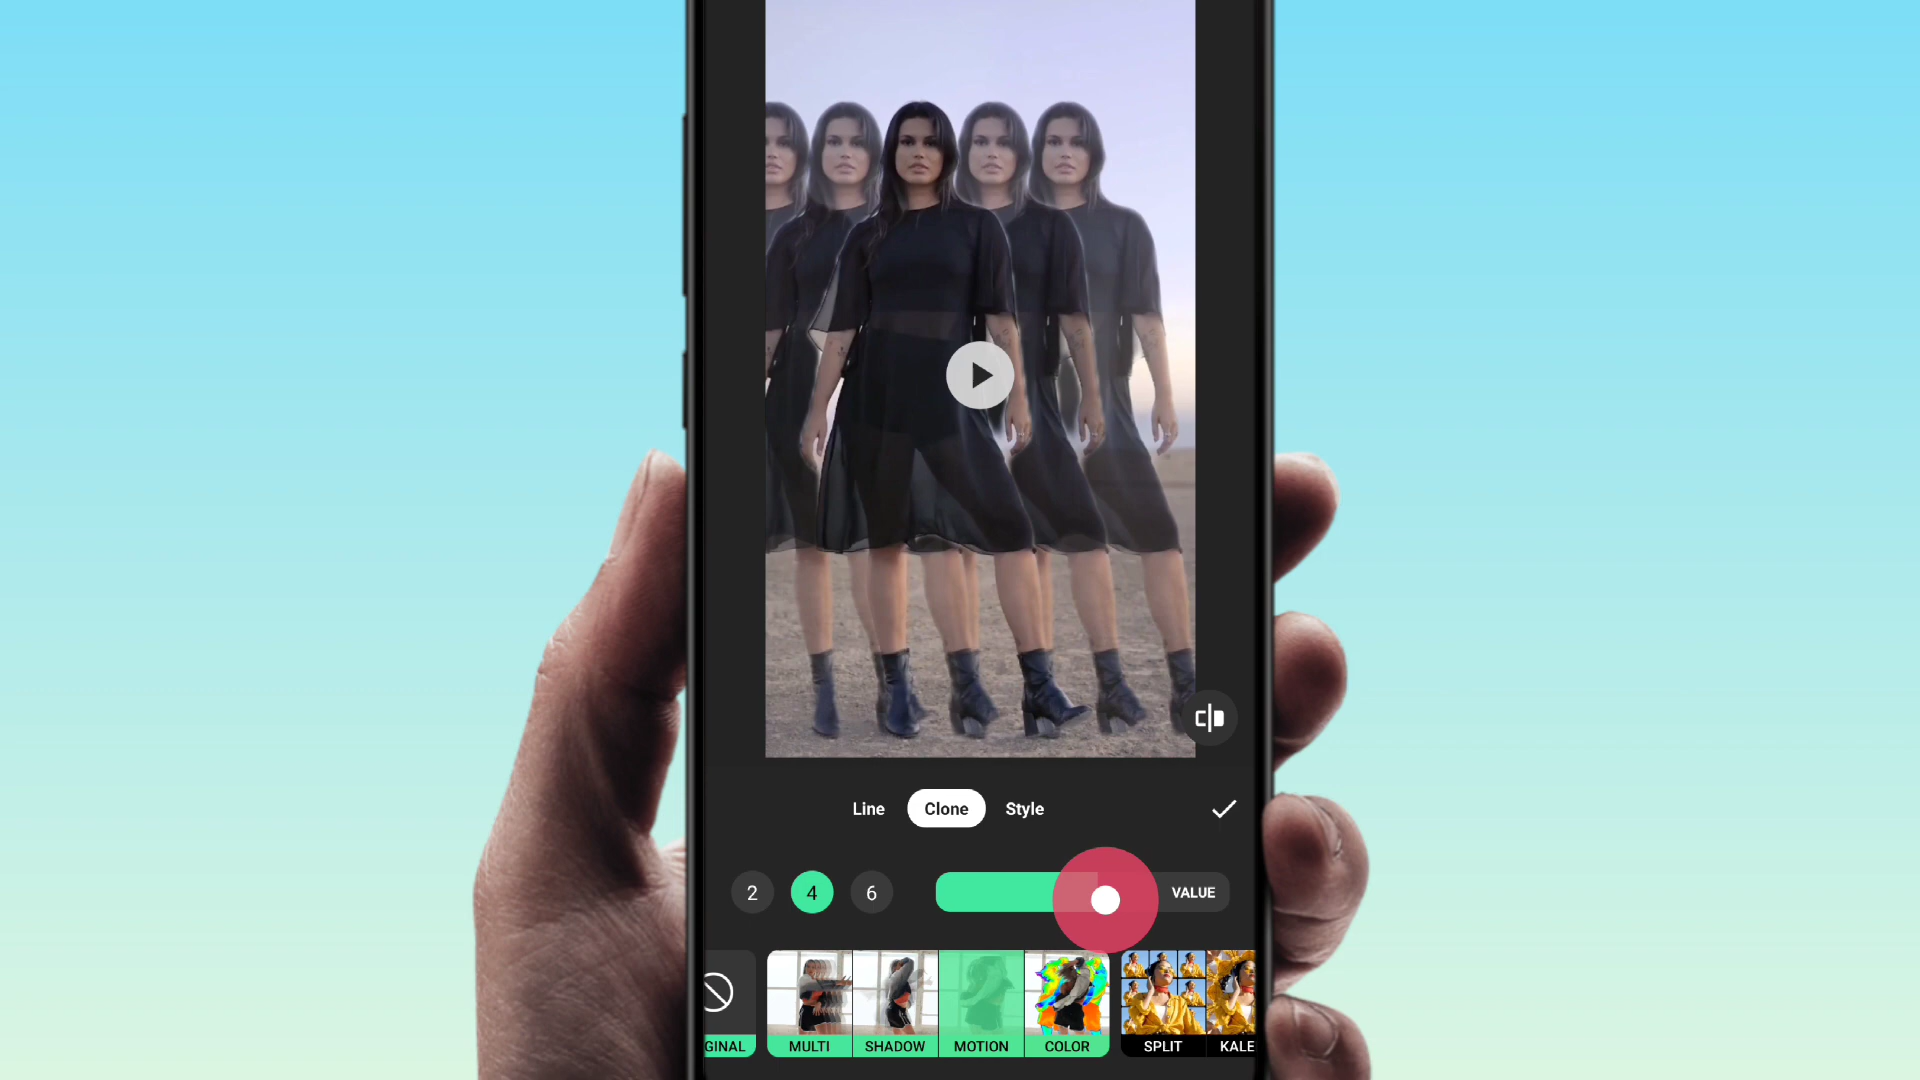 Line Clone Style
2 4 6 VALUE
GINAL MULTI SHADOW MOTION COLOR SPLIT KALE